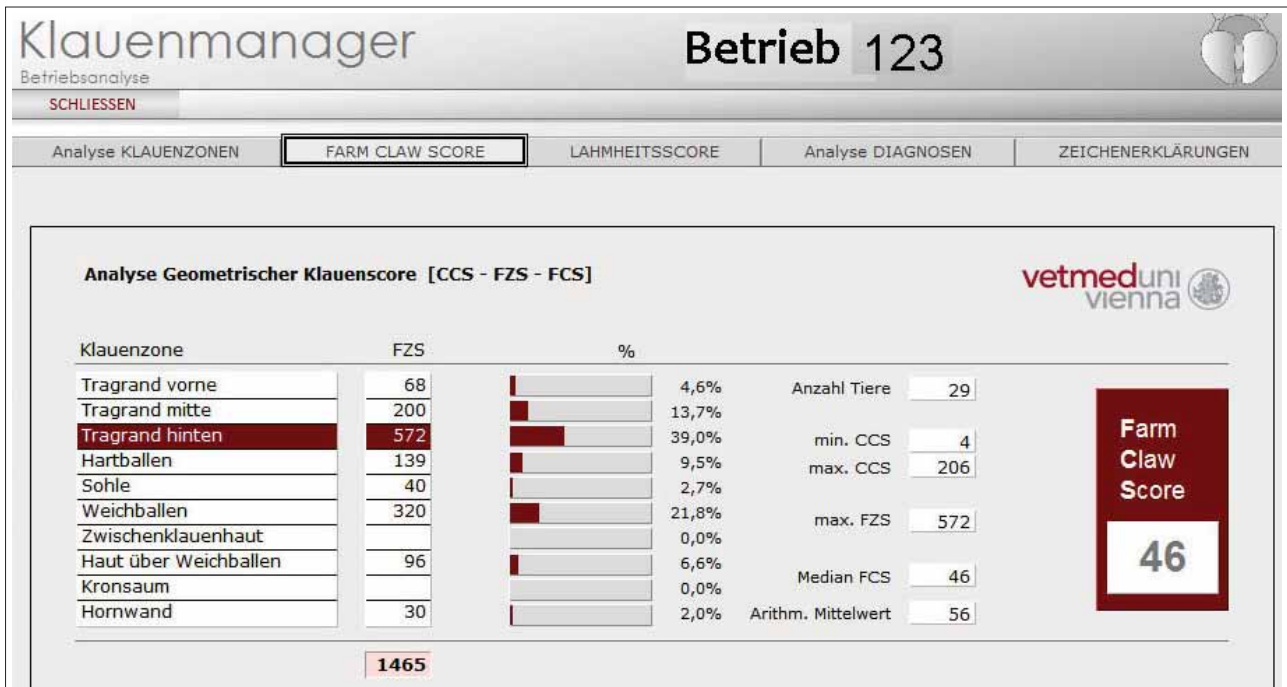 Klauenmanager
Betrieb 123
Betriebsanalyse
SCHLIESSEN
Analyse KLAUENZONEN FARM CLAW SCORE LAHMHEITSSCORE Analyse DIAGNOSEN ZEICHENERKLÄRUNGEN
Analyse Geometrischer Klauenscore [CCS - FZS - FCS]
vetmeduni
vienna
Klauenzone FZS %
Tragrand vorne 68 4,6%
Tragrand mitte 200 13,7%
Tragrand hinten 572 39,0%
Hartballen 139 9,5%
Sohle 40 2,7%
Weichballen 320 21,8%
Zwischenklauenhaut 0,0%
Haut über Weichballen 96 6,6%
Kronsaum 0,0%
Hornwand 30 2,0%
1465
Anzahl Tiere 29
min. CCS 4
max. CCS 206
max. FZS 572
Median FCS 46
Arithm. Mittelwert 56
Farm
Claw
Score
46